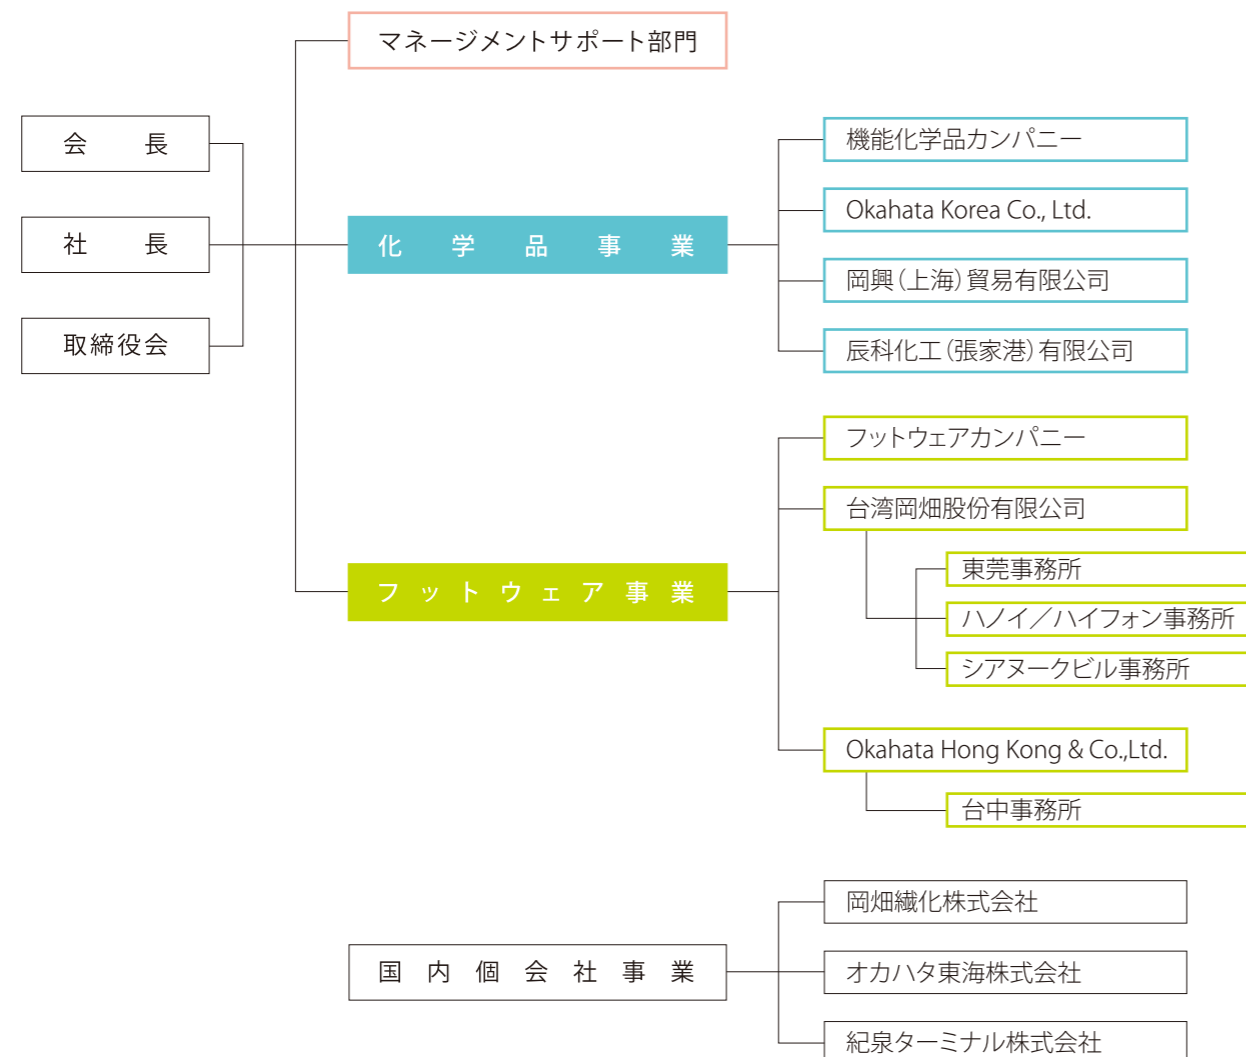 マネージメントサポート部門
会長
社長
取締役会
化学品事業
機能化学品カンパニー
Okahata Korea Co., Ltd.
岡興(上海)貿易有限公司
辰科化工(張家港)有限公司
フットウェア事業
フットウェアカンパニー
台湾岡畑股份有限公司
東莞事務所
ハノイ/ハイフォン事務所
シアヌークビル事務所
Okahata Hong Kong & Co.,Ltd.
台中事務所
国内個会社事業
岡畑繊化株式会社
オカハタ東海株式会社
紀泉ターミナル株式会社